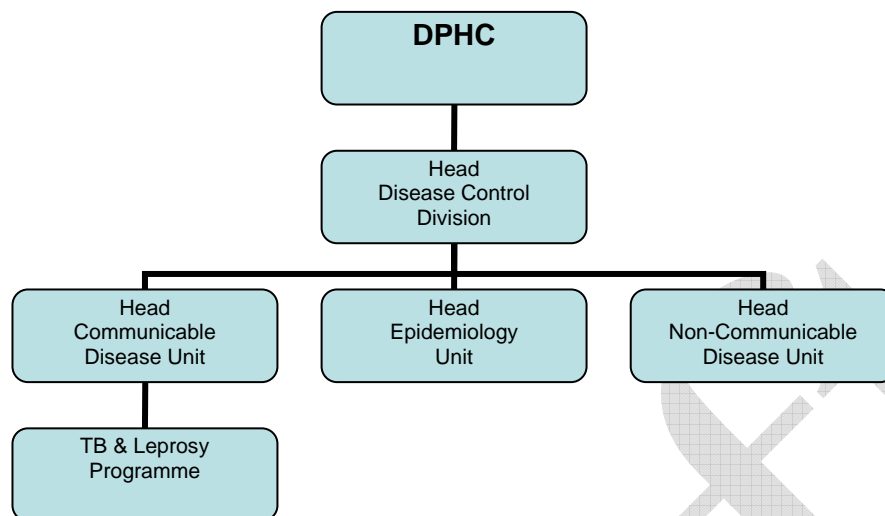 DPHC
Head
Disease Control
Division
Head
Communicable
Disease Unit
Head
Epidemiology
Unit
Head
Non-Communicable
Disease Unit
TB & Leprosy
Programme